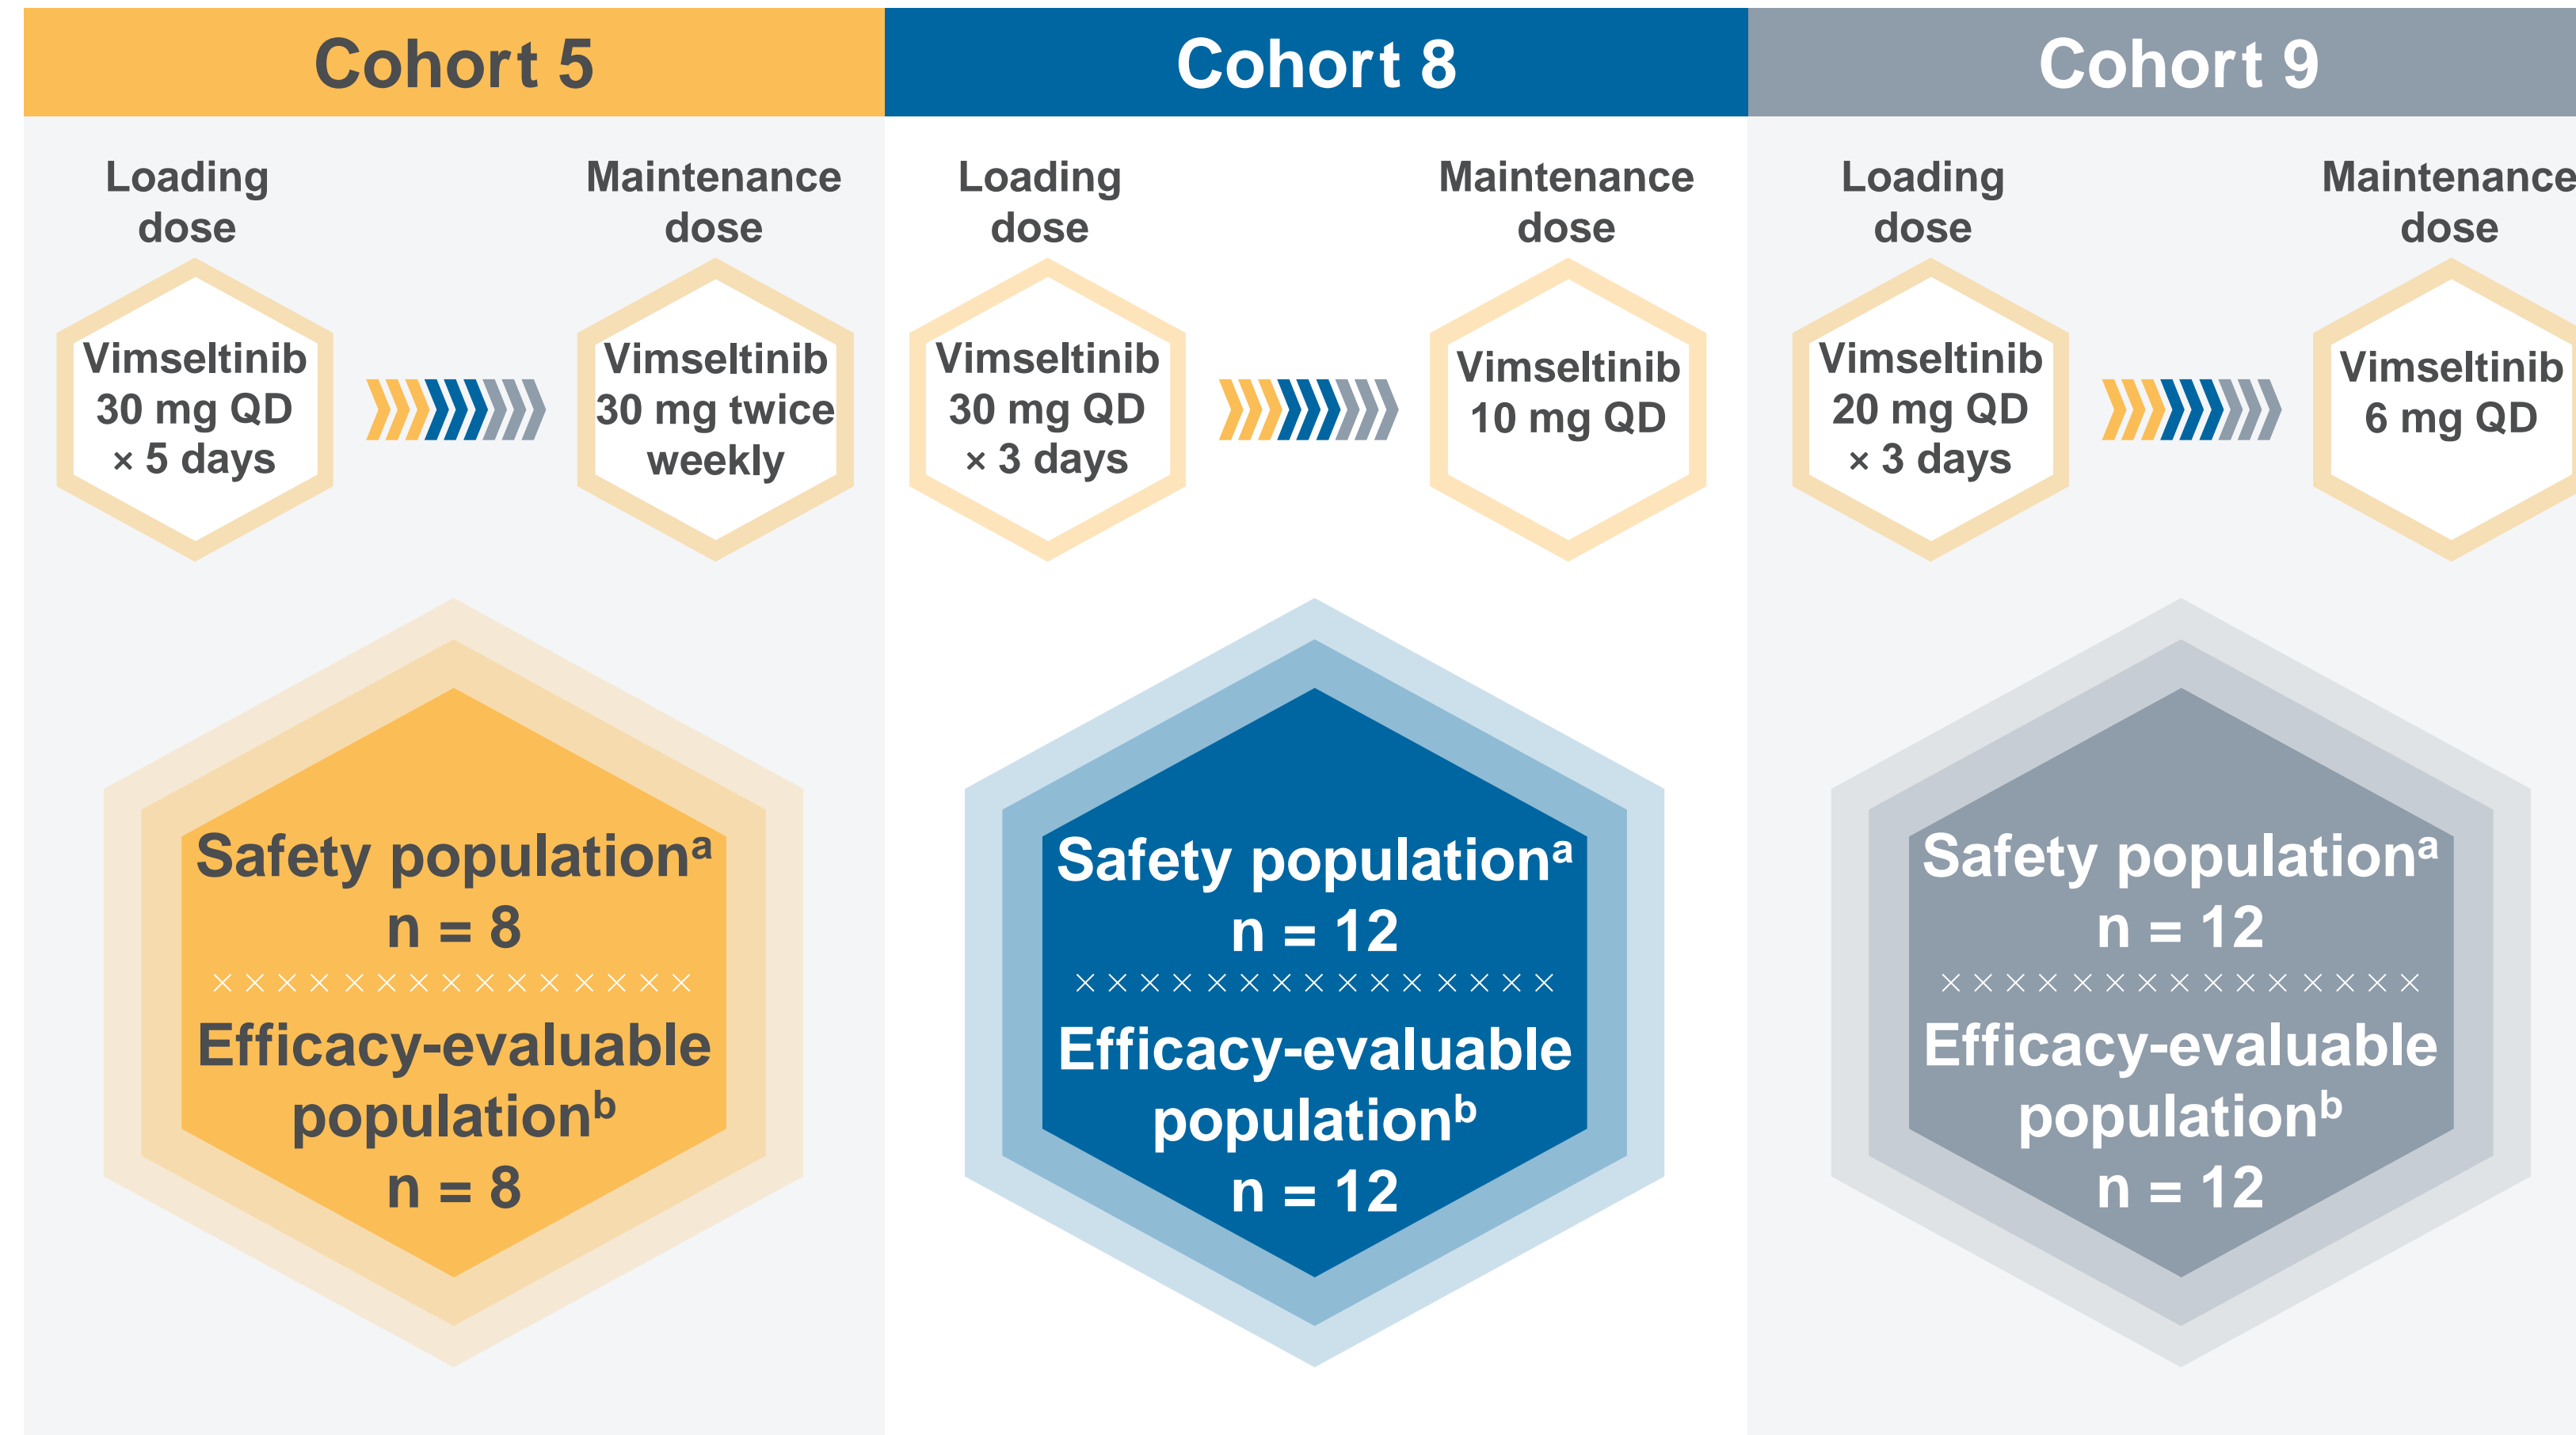 Cohort 5
Loading
dose
Maintenance
dose
Vimseltinib
30 mg QD
× 5 days
Vimseltinib
30 mg twice
weekly
Safety populationᵃ
n = 8
Efficacy-evaluable
populationᵇ
n = 8
Cohort 8
Loading
dose
Maintenance
dose
Vimseltinib
30 mg QD
× 3 days
Vimseltinib
10 mg QD
Safety populationᵃ
n = 12
Efficacy-evaluable
populationᵇ
n = 12
Cohort 9
Loading
dose
Maintenance
dose
Vimseltinib
20 mg QD
× 3 days
Vimseltinib
6 mg QD
Safety populationᵃ
n = 12
Efficacy-evaluable
populationᵇ
n = 12